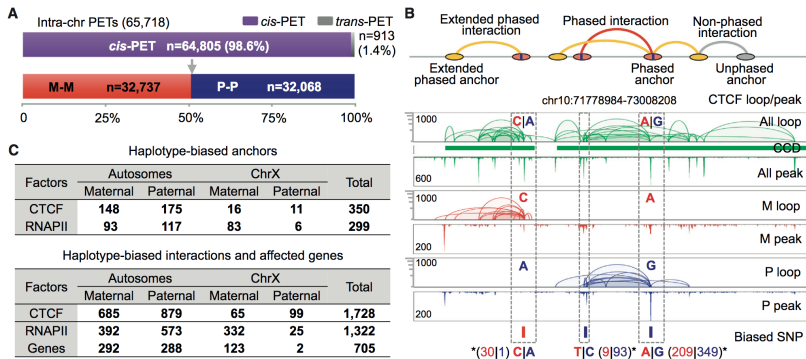 A
Intra-chr PETs (65,718)
cis-PET
trans-PET
cis-PET n=64,805 (98.6%)
n=913
(1.4%)
M-M n=32,737
P-P n=32,068
0 25% 50% 75% 100%
C
Haplotype-biased anchors
Factors Autosomes ChrX Total
Maternal Paternal Maternal Paternal
CTCF 148 175 16 11 350
RNAPII 93 117 83 6 299
Haplotype-biased interactions and affected genes
Factors Autosomes ChrX Total
Maternal Paternal Maternal Paternal
CTCF 685 879 65 99 1,728
RNAPII 392 573 332 25 1,322
Genes 292 288 123 2 705
B
Extended phased
interaction
Phased interaction
Non-phased
interaction
Extended
phased anchor
Phased
anchor
Unphased
anchor
chr10:71778984-73008208
CTCF loop/peak
1000
C|A
A|G
All loop
CCD
600
All peak
1000
C
A
M loop
200
M peak
1000
A
G
P loop
200
P peak
Biased SNP
*(30|1) C|A
T|C (9|93)*
A|G (209|349)*